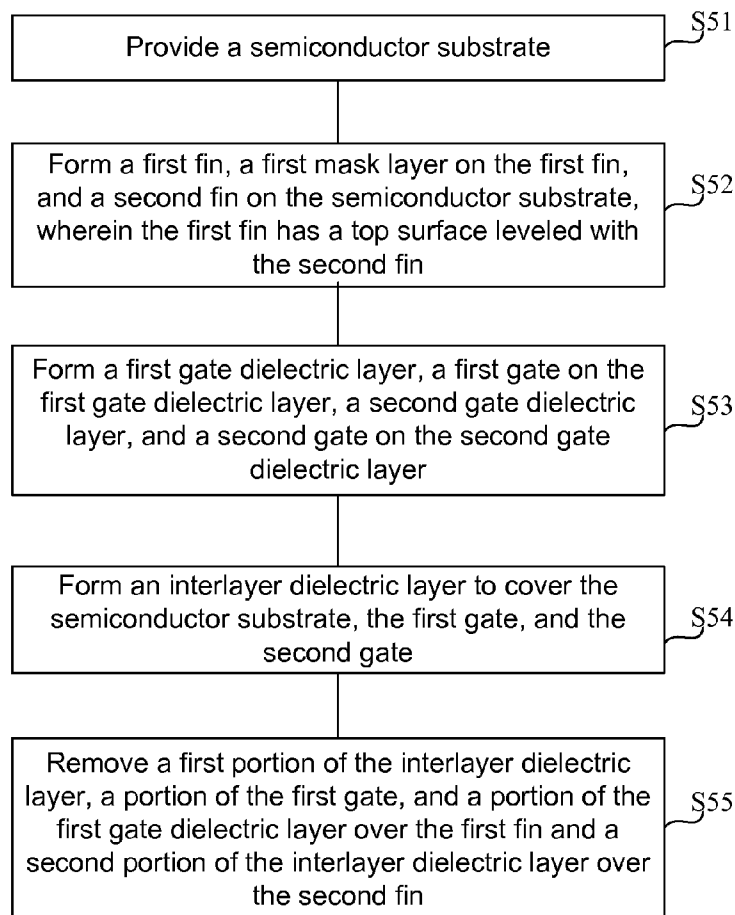 S51
Provide a semiconductor substrate
Form a first fin, a first mask layer on the first fin,
and a second fin on the semiconductor substrate,
wherein the first fin has a top surface leveled with
the second fin
S52
Form a first gate dielectric layer, a first gate on the
first gate dielectric layer, a second gate dielectric
layer, and a second gate on the second gate
dielectric layer
S53
Form an interlayer dielectric layer to cover the
semiconductor substrate, the first gate, and the
second gate
S54
Remove a first portion of the interlayer dielectric
layer, a portion of the first gate, and a portion of the
first gate dielectric layer over the first fin and a
second portion of the interlayer dielectric layer over
the second fin
S55